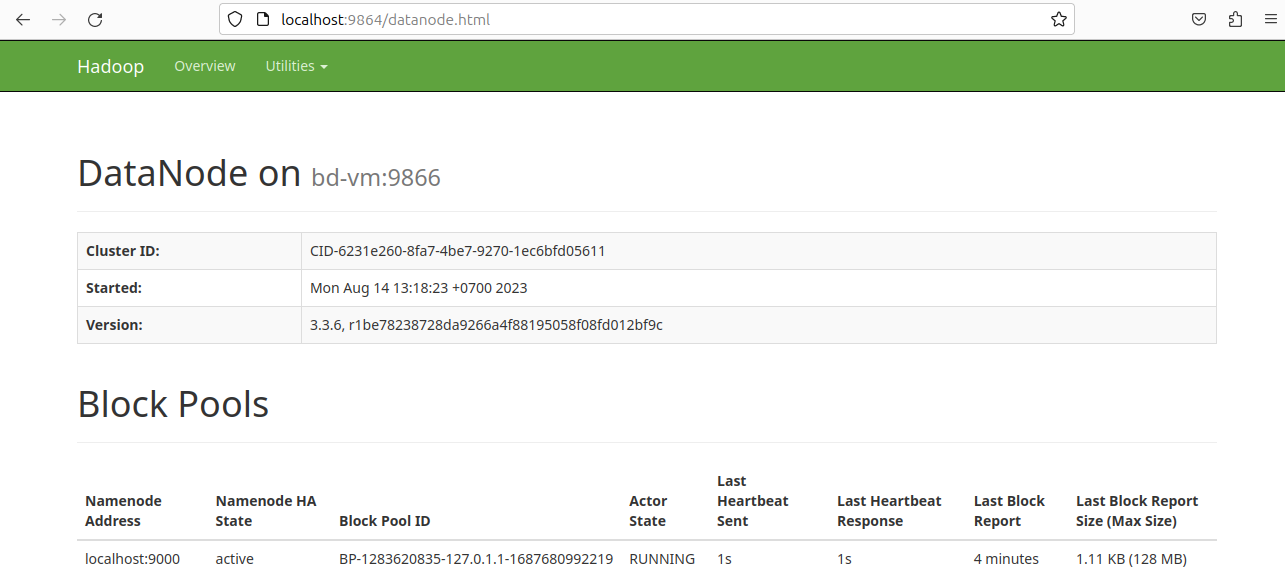 localhost:9864/datanode.html
Hadoop Overview Utilities
DataNode on bd-vm:9866
Cluster ID: CID-6231e260-8fa7-4be7-9270-1ec6bfd05611
Started: Mon Aug 14 13:18:23 +0700 2023
Version: 3.3.6, r1be78238728da9266a4f88195058f08fd012bf9c
Block Pools
Namenode Address Namenode HA State Block Pool ID Actor State Last Heartbeat Sent Last Heartbeat Response Last Block Report Last Block Report Size (Max Size)
localhost:9000 active BP-1283620835-127.0.1.1-1687680992219 RUNNING 1s 1s 4 minutes 1.11 KB (128 MB)